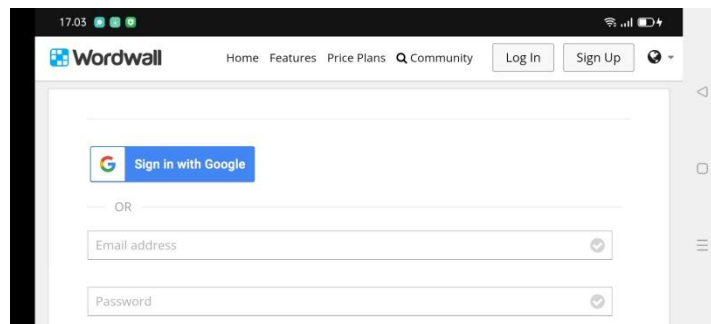 17.03
Wordwall Home Features Price Plans Community Log In Sign Up
Sign in with Google
OR
Email address
Password